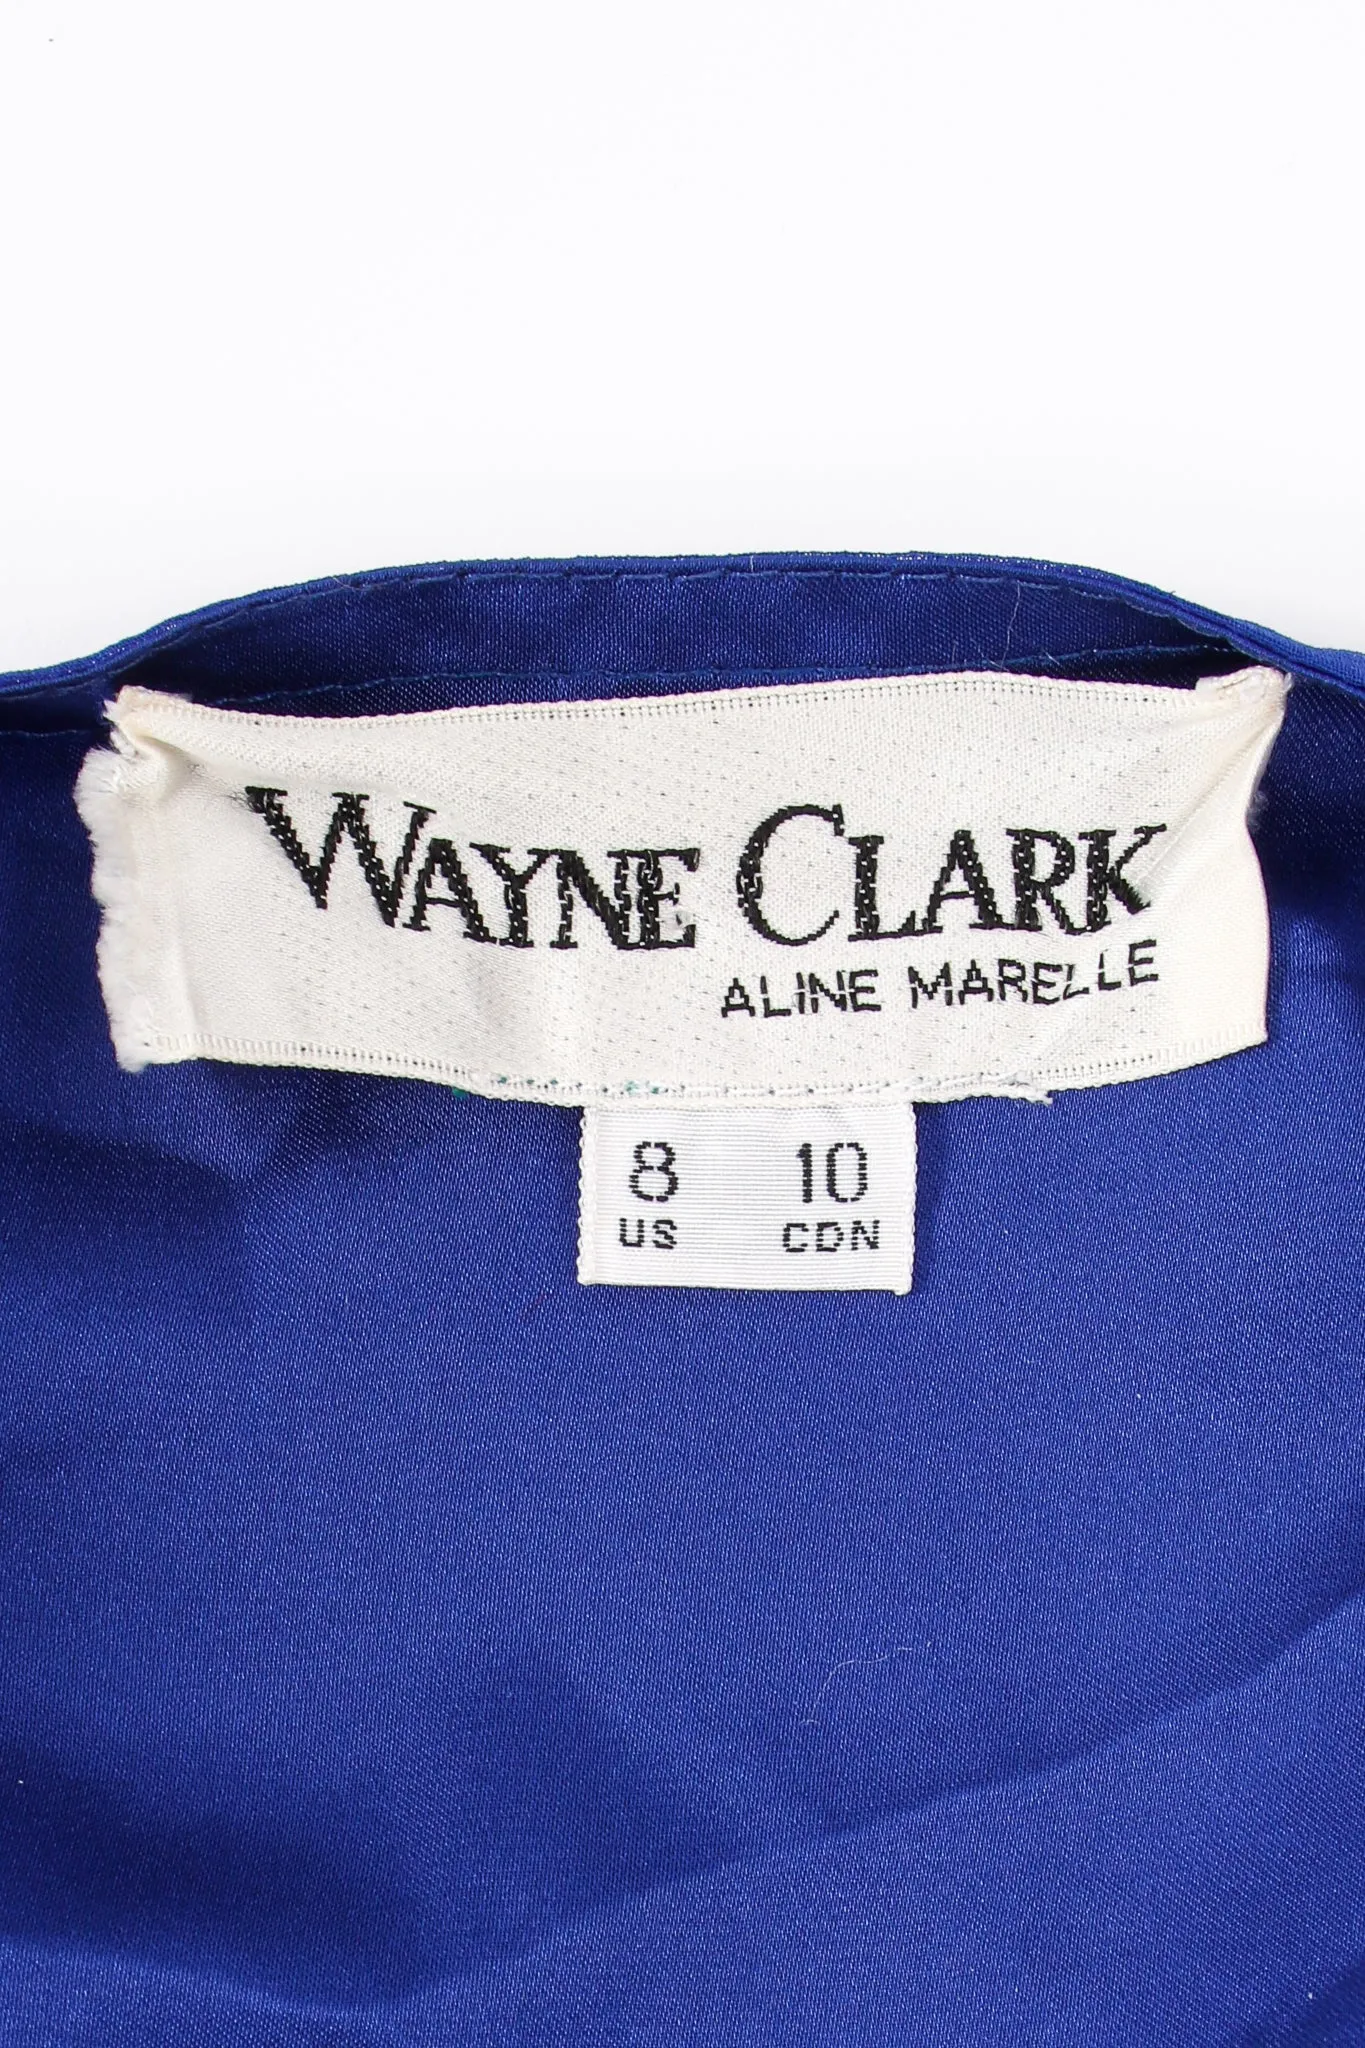 WAYNE CLARK
ALINE MARELLE
8 10
US CDN